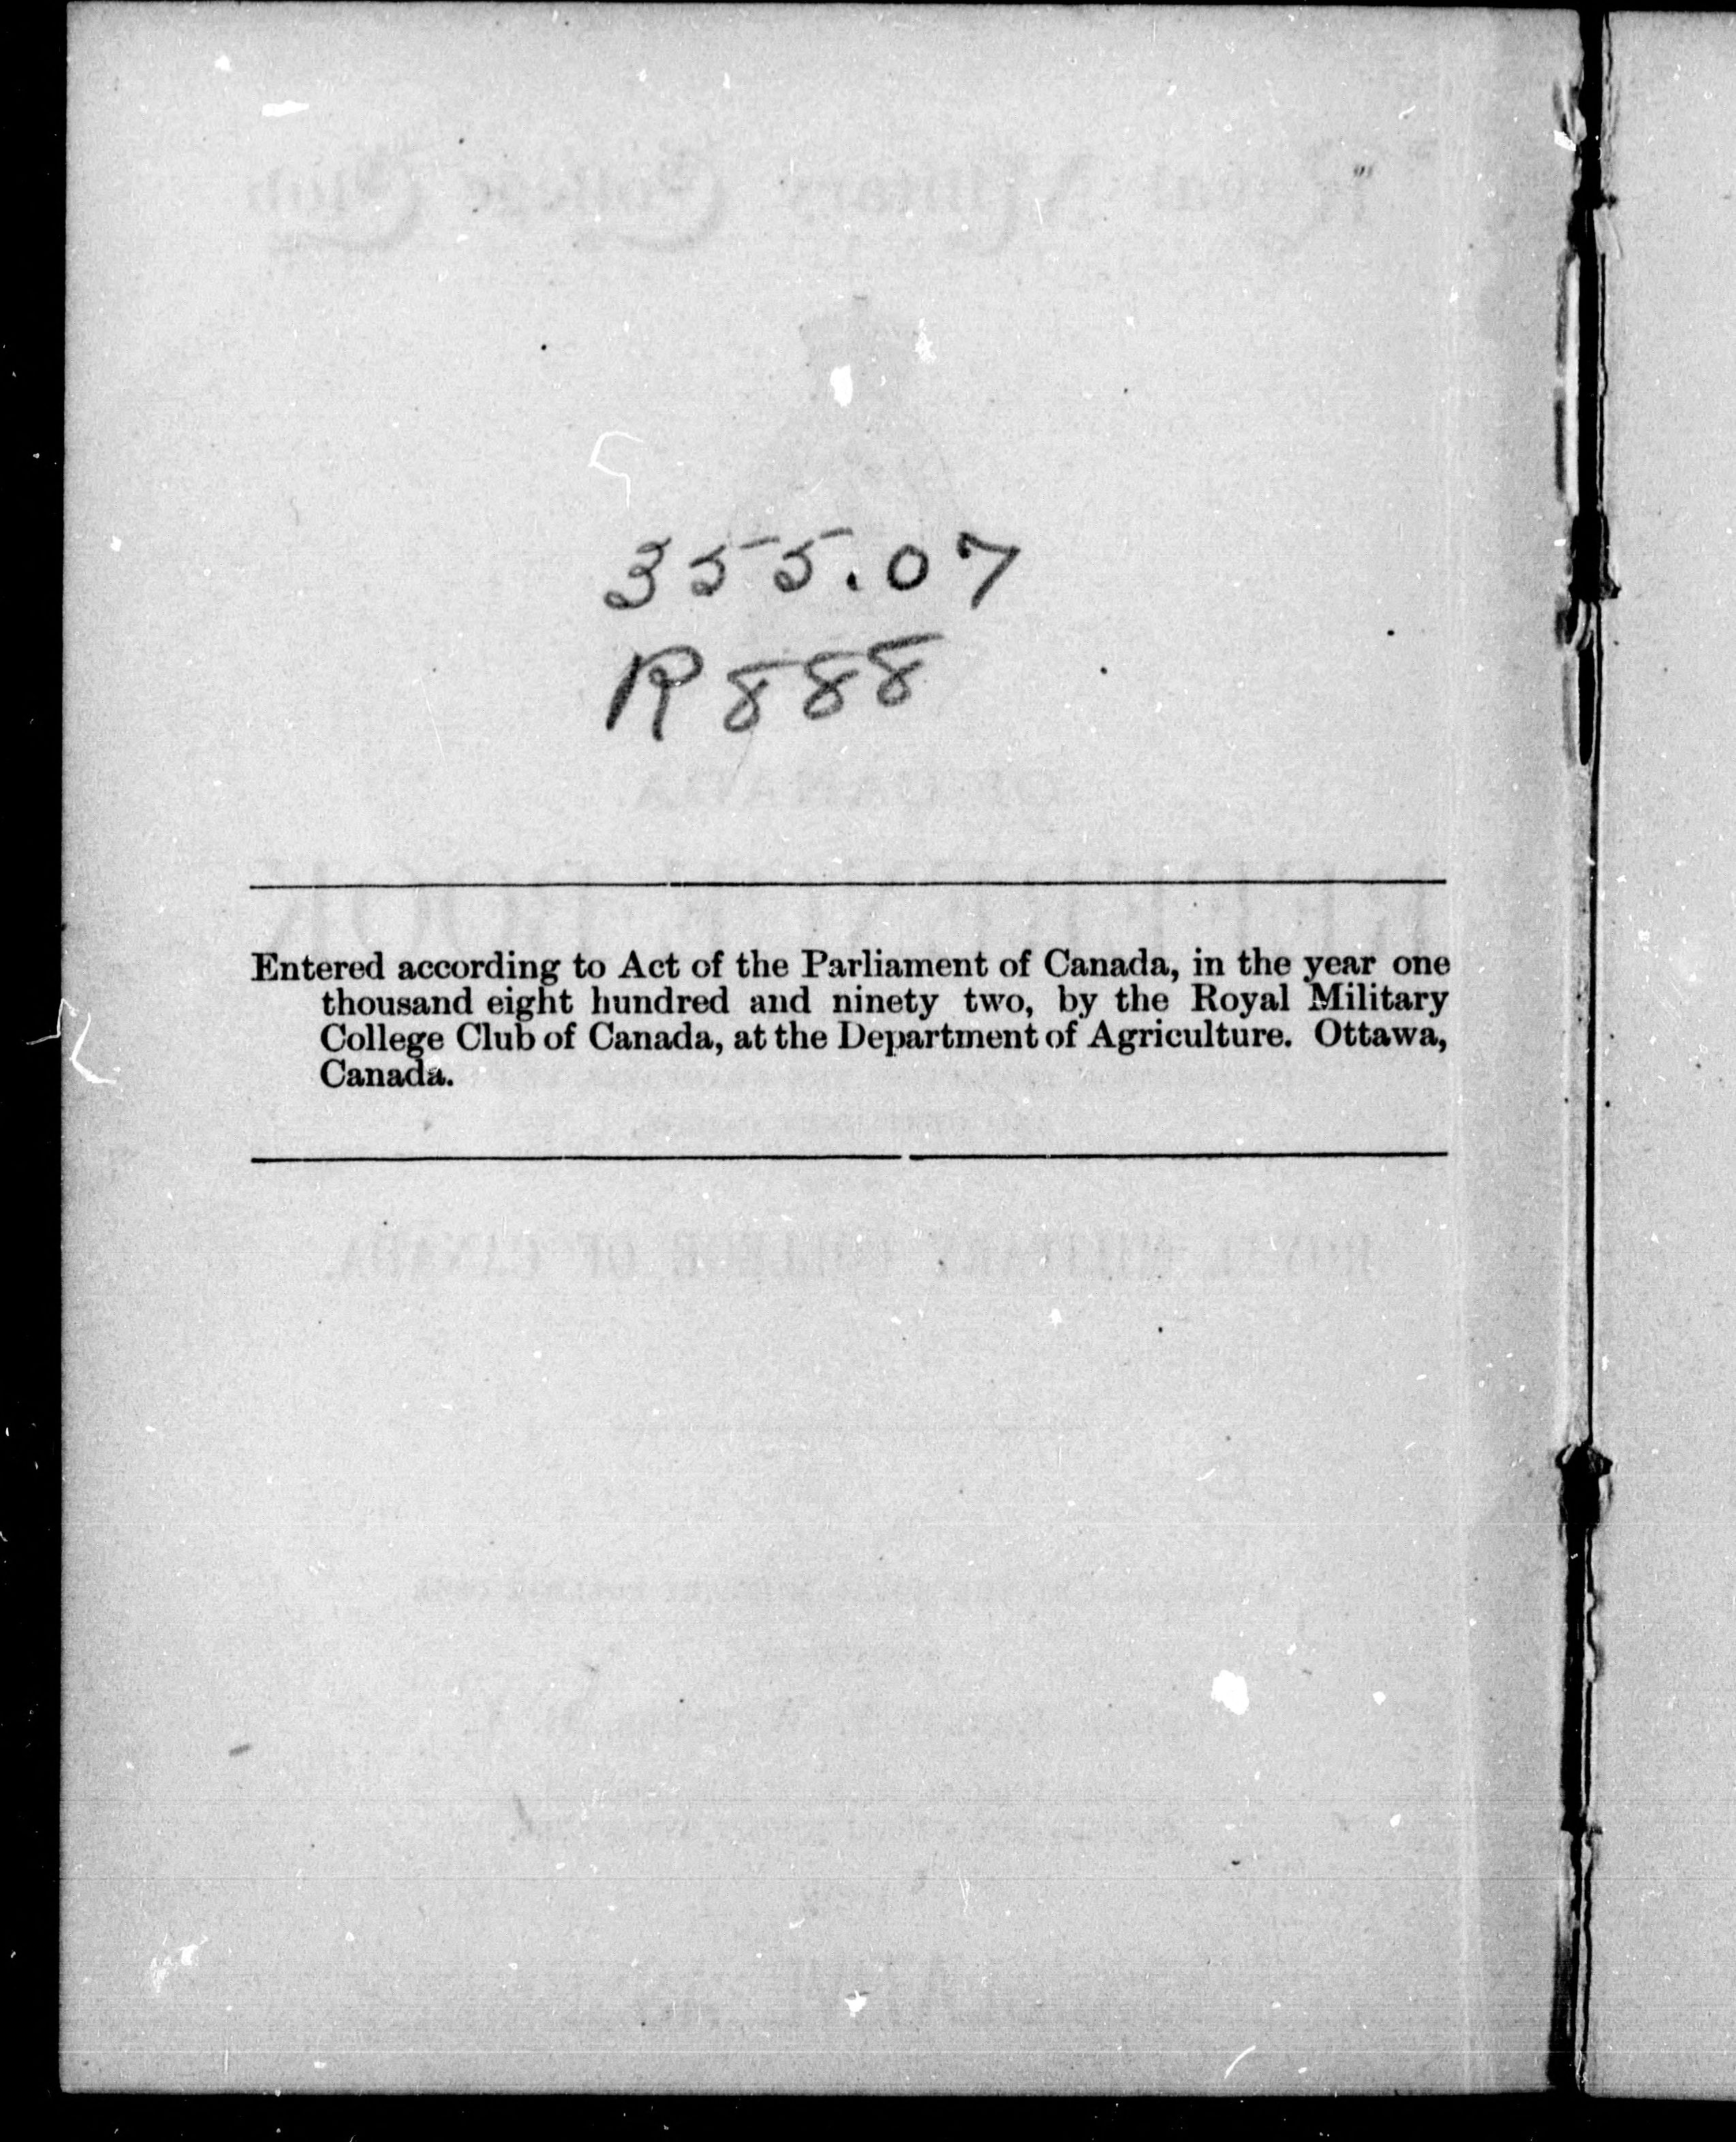 355.07
R888
Entered according to Act of the Parliament of Canada, in the year one
thousand eight hundred and ninety two, by the Royal Military
College Club of Canada, at the Department of Agriculture. Ottawa,
Canada.